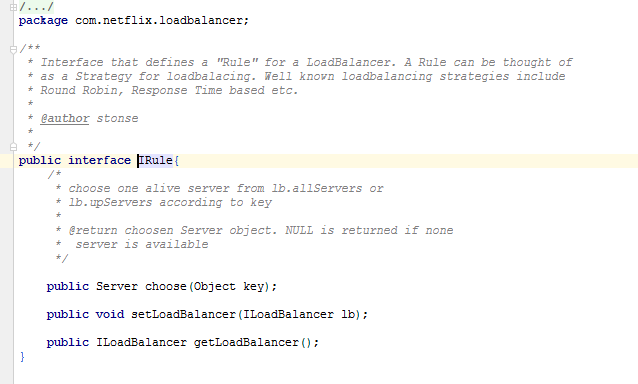 /.../
package com.netflix.loadbalancer;
/**
* Interface that defines a "Rule" for a LoadBalancer. A Rule can be thought of
* as a Strategy for loadbalacing. Well known loadbalancing strategies include
* Round Robin, Response Time based etc.
*
* @author stonse
*
*/
public interface IRule{
/*
* choose one alive server from lb.allServers or
* lb.upServers according to key
*
* @return choosen Server object. NULL is returned if none
*  server is available
*/
public Server choose(Object key);
public void setLoadBalancer(ILoadBalancer lb);
public ILoadBalancer getLoadBalancer();
}